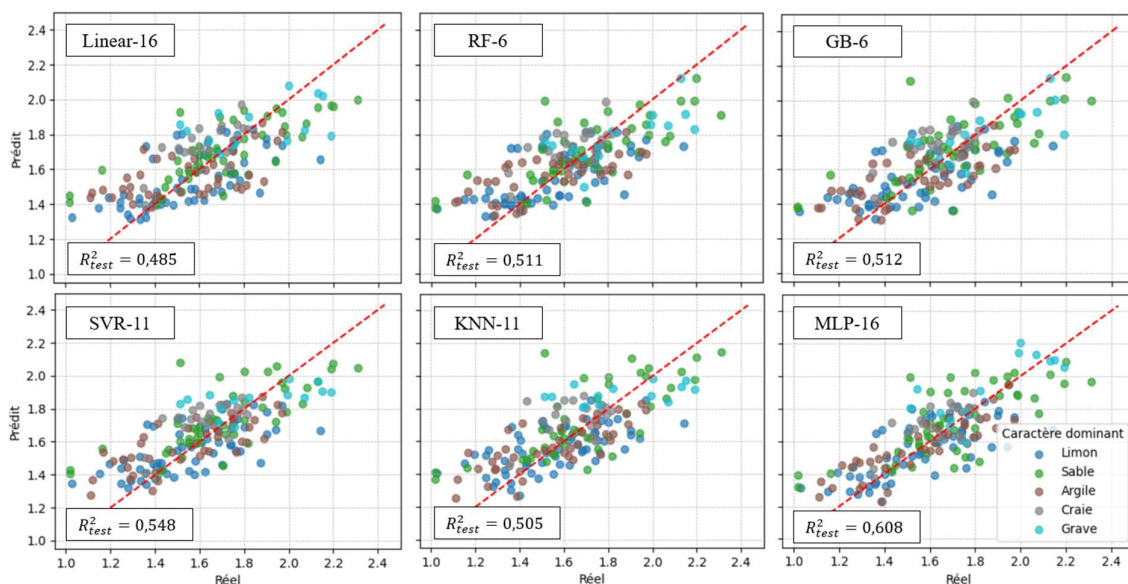 Linear-16
RF-6
GB-6
2.4
2.2
2.0
1.8
1.6
1.4
1.2
1.0
Prédit
R²test = 0,485
R²test = 0,511
R²test = 0,512
SVR-11
KNN-11
MLP-16
2.4
2.2
2.0
1.8
1.6
1.4
1.2
1.0
Prédit
Caractère dominant
Limon
Sable
Argile
Craie
Grave
R²test = 0,548
R²test = 0,505
R²test = 0,608
1.0 1.2 1.4 1.6 1.8 2.0 2.2 2.4
1.0 1.2 1.4 1.6 1.8 2.0 2.2 2.4
1.0 1.2 1.4 1.6 1.8 2.0 2.2 2.4
Réel
Réel
Réel